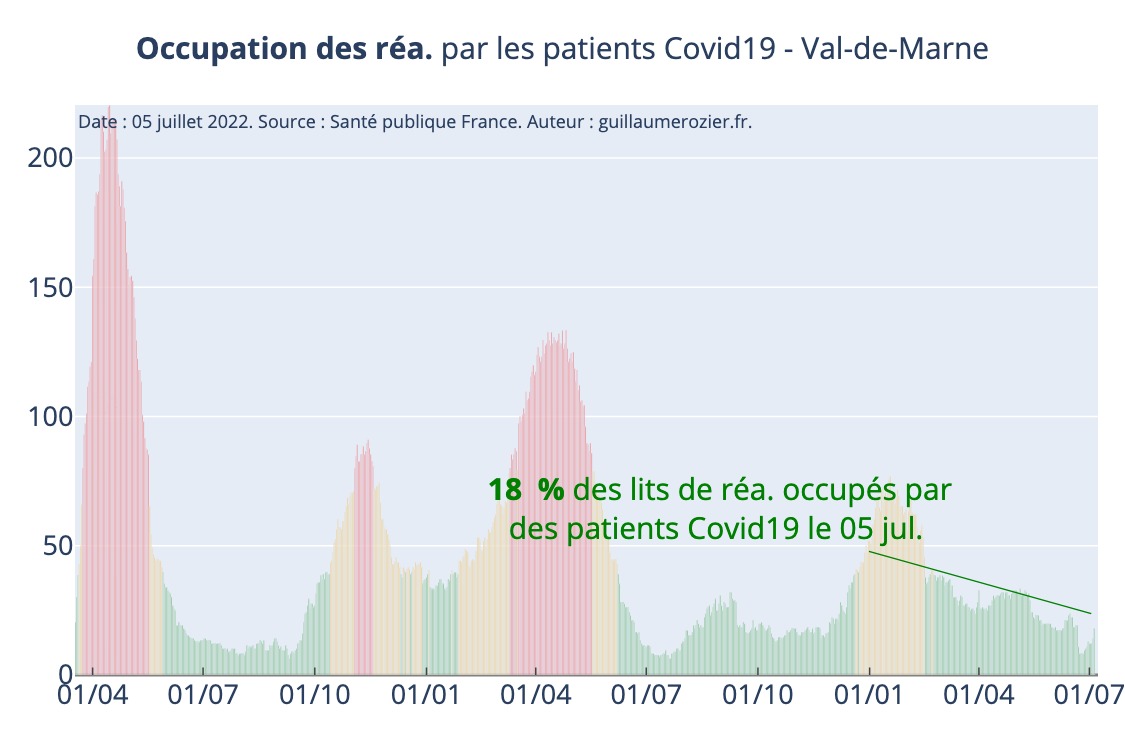 Occupation des réa. par les patients Covid19 - Val-de-Marne
Date : 05 juillet 2022. Source : Santé publique France. Auteur : guillaumerozier.fr.
200
150
100
50
0
18 % des lits de réa. occupés par
des patients Covid19 le 05 jul.
01/04 01/07 01/10 01/01 01/04 01/07 01/10 01/01 01/04 01/07